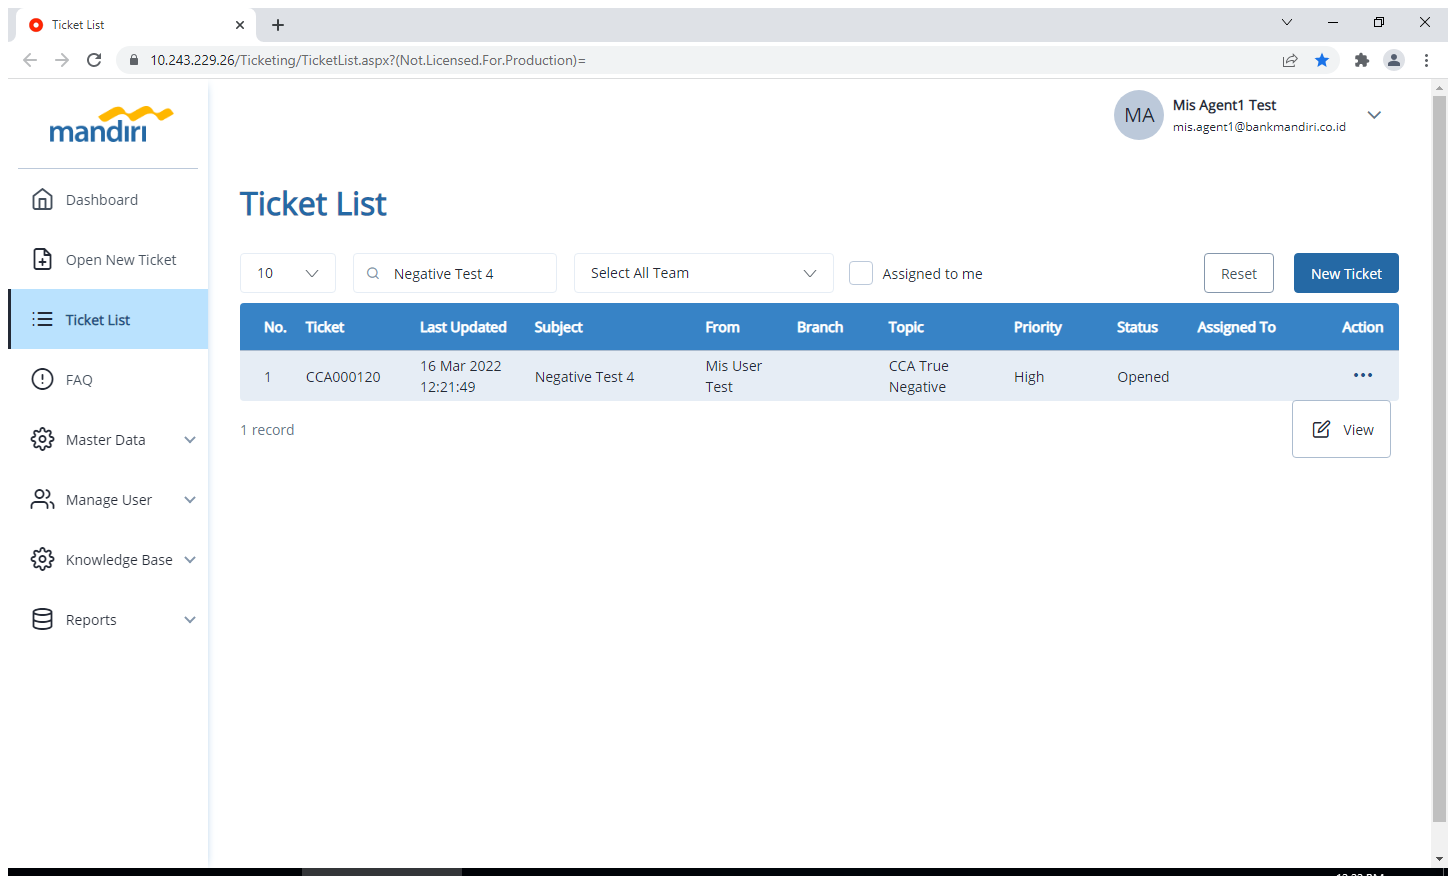 Ticket List
10.243.229.26/Ticketing/TicketList.aspx?(Not.Licensed.For.Production)=
mandiri
MA
Mis Agent1 Test
mis.agent1@bankmandiri.co.id
Dashboard
Open New Ticket
Ticket List
FAQ
Master Data
Manage User
Knowledge Base
Reports
Ticket List
10
Negative Test 4
Select All Team
Assigned to me
Reset
New Ticket
No. Ticket Last Updated Subject From Branch Topic Priority Status Assigned To Action
1 CCA000120 16 Mar 2022 12:21:49 Negative Test 4 Mis User Test CCA True Negative High Opened
1 record
View